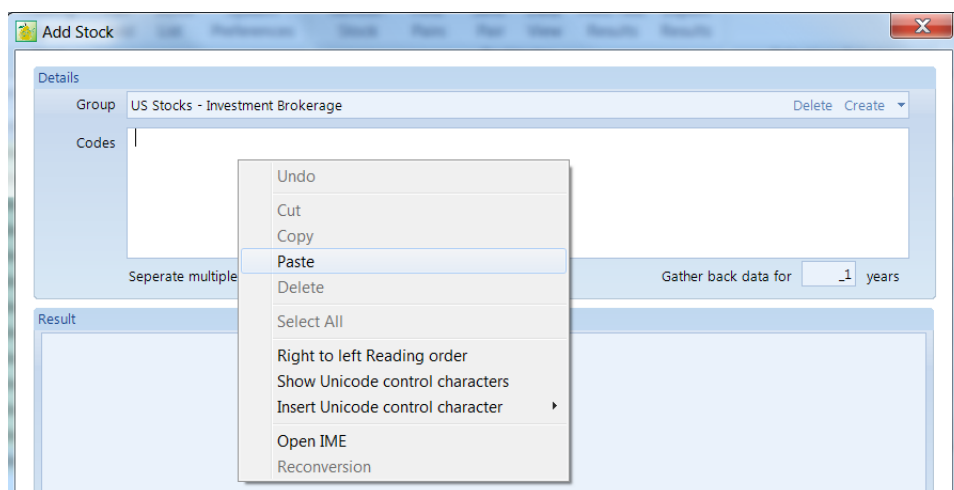 Add Stock
Details
Group US Stocks - Investment Brokerage Delete Create
Codes
Undo
Cut
Copy
Paste
Delete
Select All
Right to left Reading order
Show Unicode control characters
Insert Unicode control character
Open IME
Reconversion
Seperate multiple
Gather back data for _1 years
Result